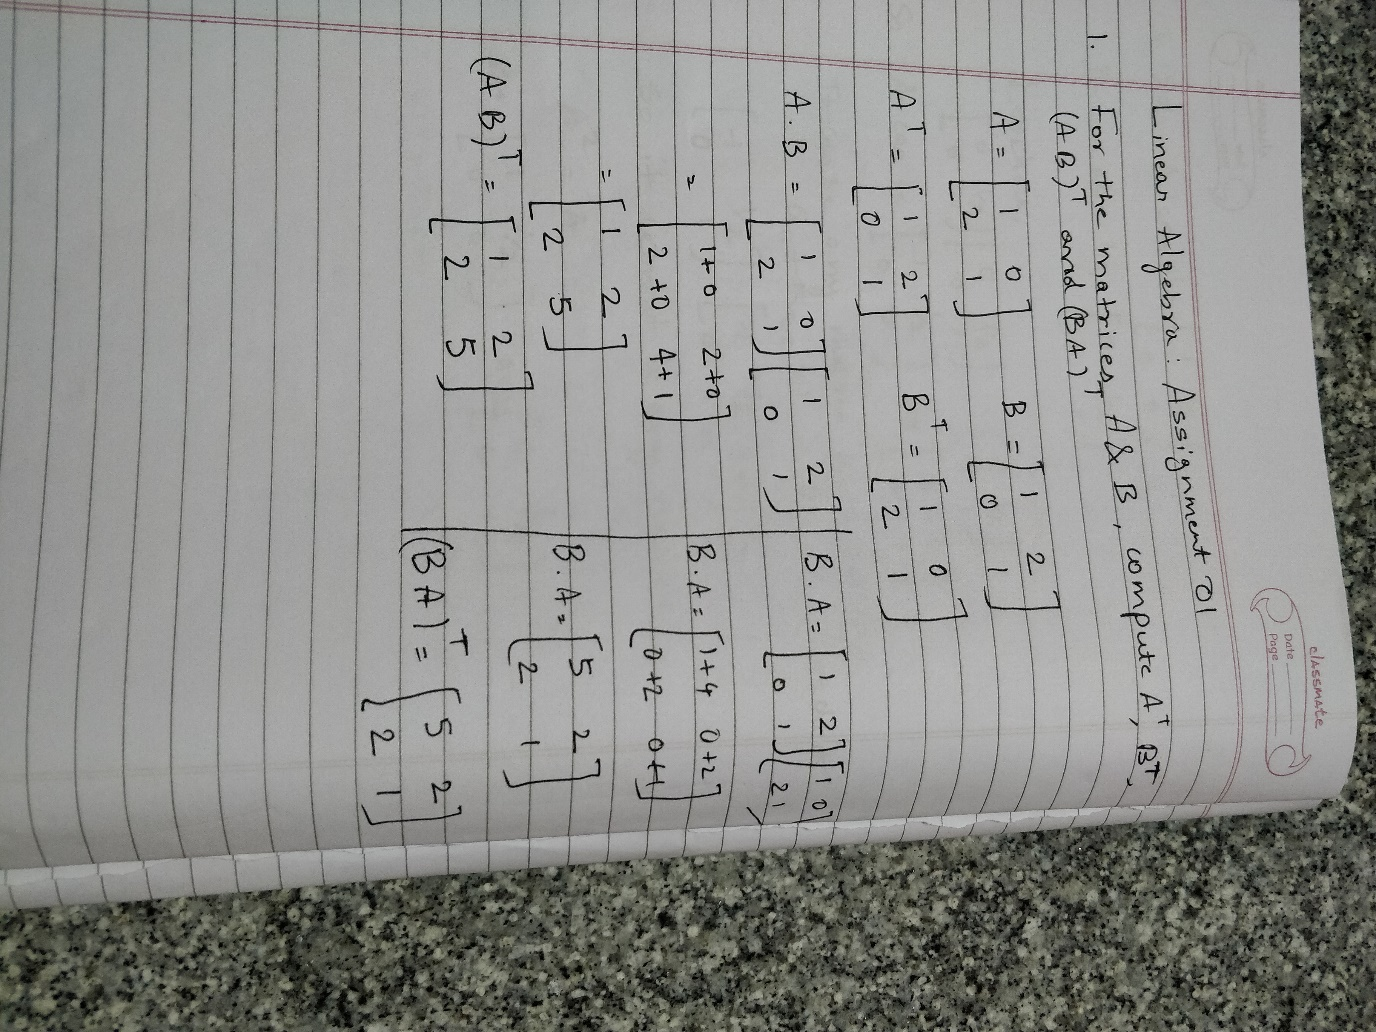 classmate
Date
Page
Linear Algebra: Assignment 01
1. For the matrices A & B, compute Aᵀ, Bᵀ,
(AB)ᵀ and (BA)ᵀ
A = [1 0] B = [1 2]
[2 1] [0 1]
Aᵀ = [1 2] Bᵀ = [1 0]
[0 1] [2 1]
A.B = [1 0][1 2]
[2 1][0 1]
= [1+0 2+0]
[2+0 4+1]
= [1 2]
[2 5]
(AB)ᵀ = [1 2]
[2 5]
B.A = [1 2][1 0]
[0 1][2 1]
B.A = [1+4 0+2]
[0+2 0+1]
B.A = [5 2]
[2 1]
(BA)ᵀ = [5 2]
[2 1]